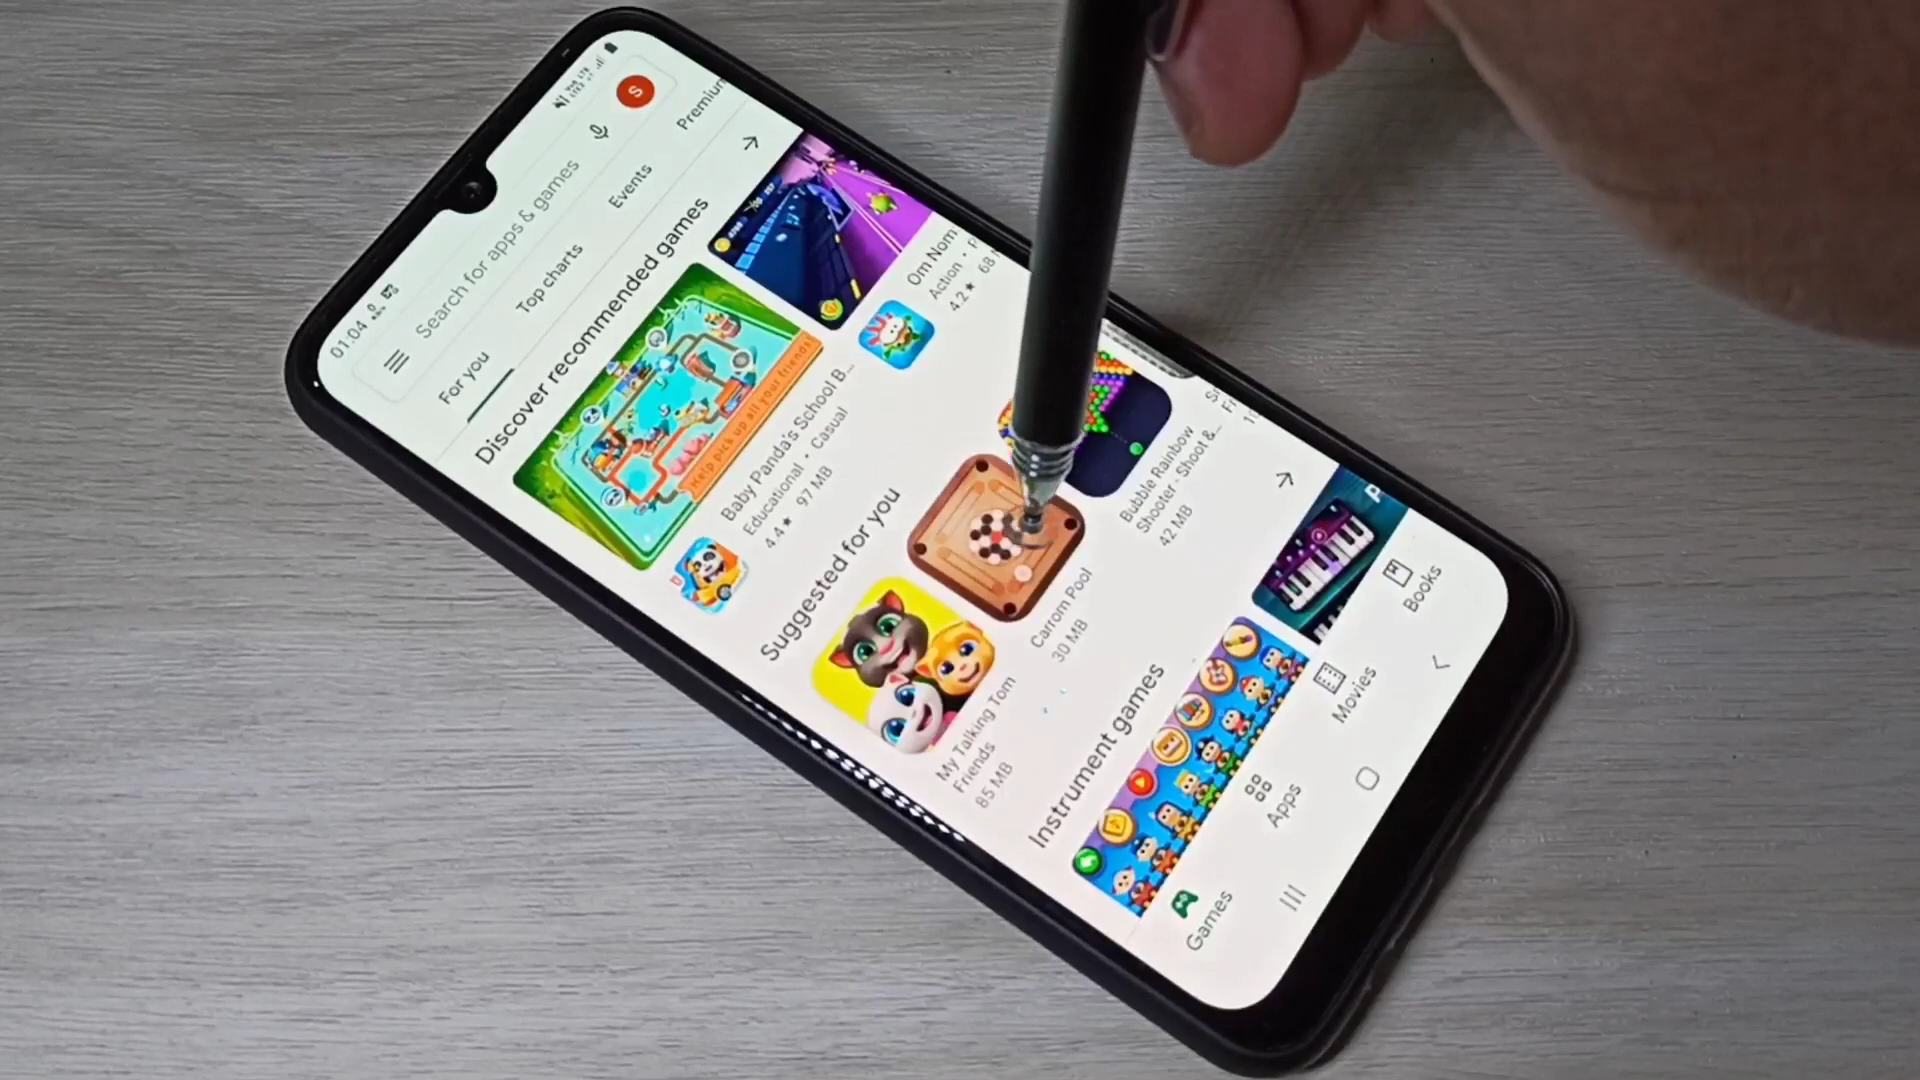 01:04
S
Search for apps & games
For you
Top charts
Events
Premium
Discover recommended games
Help pick up all your friends!
Baby Panda's School B...
Educational • Casual
4.4★ 97 MB
Om Nom
Action •
4.2★ 68
Suggested for you
My Talking Tom
Friends
85 MB
Carrom Pool
30 MB
Bubble Rainbow
Shooter - Shoot &...
42 MB
Instrument games
Games
Apps
Movies
Books